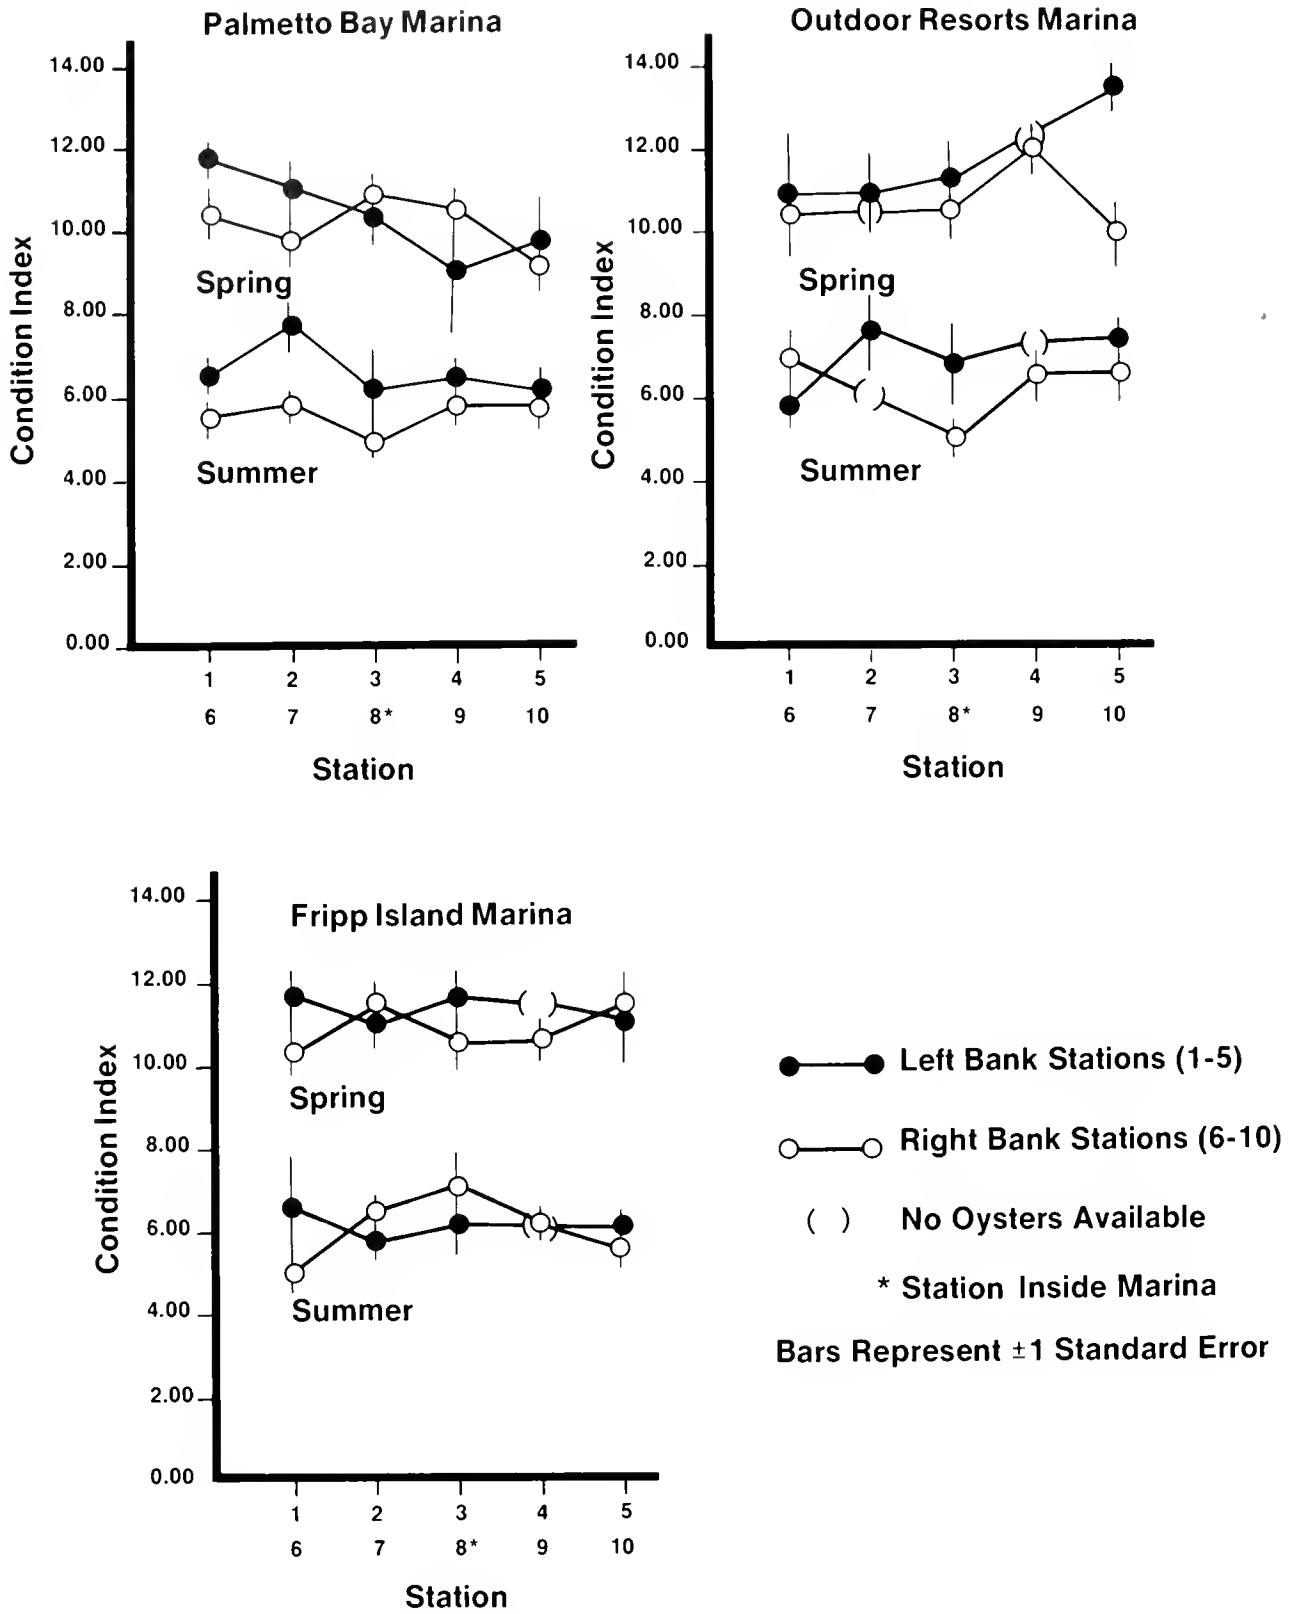 Palmetto Bay Marina
Condition Index
14.00
12.00
10.00
8.00
6.00
4.00
2.00
0.00
Spring
Summer
1 2 3 4 5
6 7 8* 9 10
Station
Outdoor Resorts Marina
Condition Index
14.00
12.00
10.00
8.00
6.00
4.00
2.00
0.00
Spring
Summer
1 2 3 4 5
6 7 8* 9 10
Station
Fripp Island Marina
Condition Index
14.00
12.00
10.00
8.00
6.00
4.00
2.00
0.00
Spring
Summer
1 2 3 4 5
6 7 8* 9 10
Station
Left Bank Stations (1-5)
Right Bank Stations (6-10)
( ) No Oysters Available
* Station Inside Marina
Bars Represent ±1 Standard Error